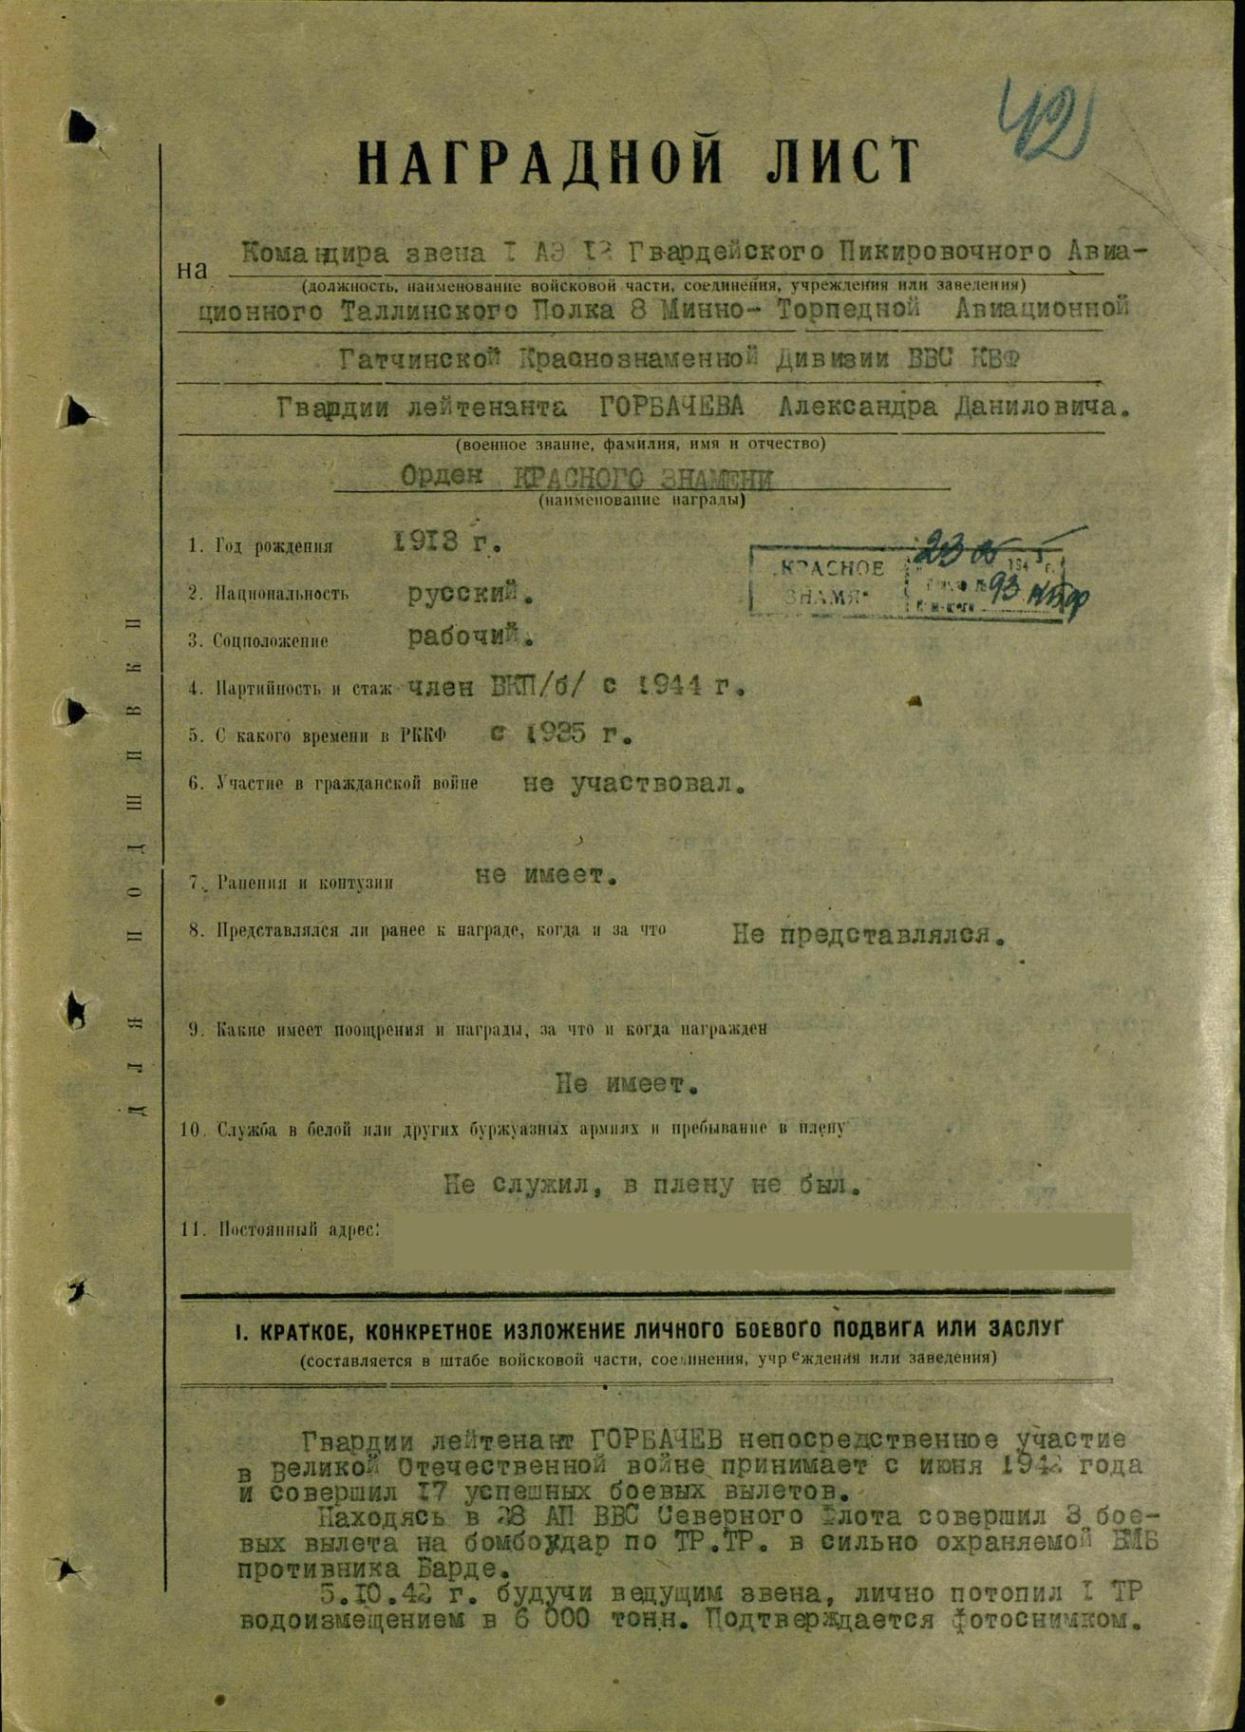 42
НАГРАДНОЙ ЛИСТ
на Командира звена I АЭ 12 Гвардейского Пикировочного Авиа-
(должность, наименование войсковой части, соединения, учреждения или заведения)
ционного Таллинского Полка 8 Минно- Торпедной Авиационной
Гатчинской Краснознаменной Дивизии ВВС КБФ
Гвардии лейтенанта ГОРБАЧЕВА Александра Даниловича.
(военное звание, фамилия, имя и отчество)
Орден КРАСНОГО ЗНАМЕНИ
(наименование награды)
1. Год рождения 1918 г.
КРАСНОЕ ЗНАМЯ
23 05
№ 93
2. Национальность русский.
3. Соцположение рабочий.
4. Партийность и стаж член ВКП/б/ с 1944 г.
5. С какого времени в РККФ с 1935 г.
6. Участие в гражданской войне не участвовал.
7. Ранения и контузии не имеет.
8. Представлялся ли ранее к награде, когда и за что Не представлялся.
9. Какие имеет поощрения и награды, за что и когда награжден
Не имеет.
10. Служба в белой или других буржуазных армиях и пребывание в плену
Не служил, в плену не был.
11. Постоянный адрес:
I. КРАТКОЕ, КОНКРЕТНОЕ ИЗЛОЖЕНИЕ ЛИЧНОГО БОЕВОГО ПОДВИГА ИЛИ ЗАСЛУГ
(составляется в штабе войсковой части, соединения, учреждения или заведения)
Гвардии лейтенант ГОРБАЧЕВ непосредственное участие
в Великой Отечественной войне принимает с июня 1942 года
и совершил 17 успешных боевых вылетов.
Находясь в 28 АП ВВС Северного Флота совершил 3 бое-
вых вылета на бомбоудар по ТР.ТР. в сильно охраняемой ВМБ
противника Варде.
5.10.42 г. будучи ведущим звена, лично потопил I ТР
водоизмещением в 6 000 тонн. Подтверждается фотоснимком.
ДЛЯ ПОДШИВКИ